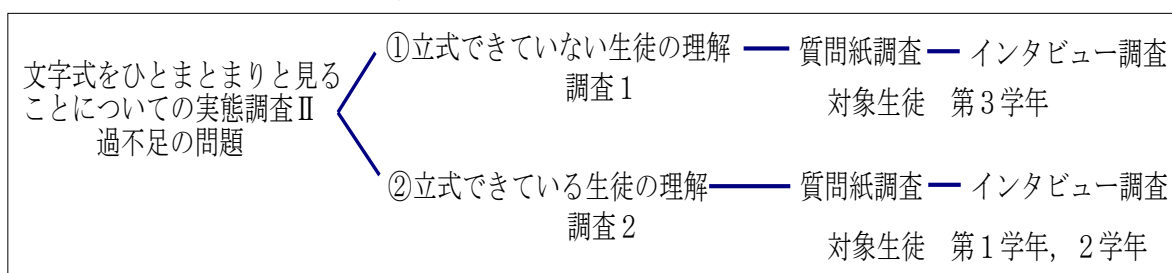 文字式をひとまとまりと見る
ことについての実態調査Ⅱ
過不足の問題
①立式できていない生徒の理解
調査1
質問紙調査
インタビュー調査
対象生徒 第3学年
②立式できている生徒の理解
調査2
質問紙調査
インタビュー調査
対象生徒 第1学年,2学年